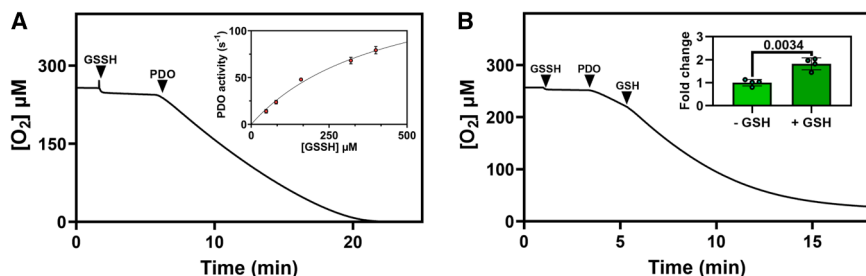 A
[O₂] µM
300
150
0
0
10
20
Time (min)
GSSH
PDO
PDO activity (s⁻¹)
100
75
50
25
0
0
250
500
[GSSH] µM
B
[O₂] µM
300
200
100
0
0
5
10
15
Time (min)
GSSH
PDO
GSH
Fold change
3
2
1
0
0.0034
- GSH
+ GSH